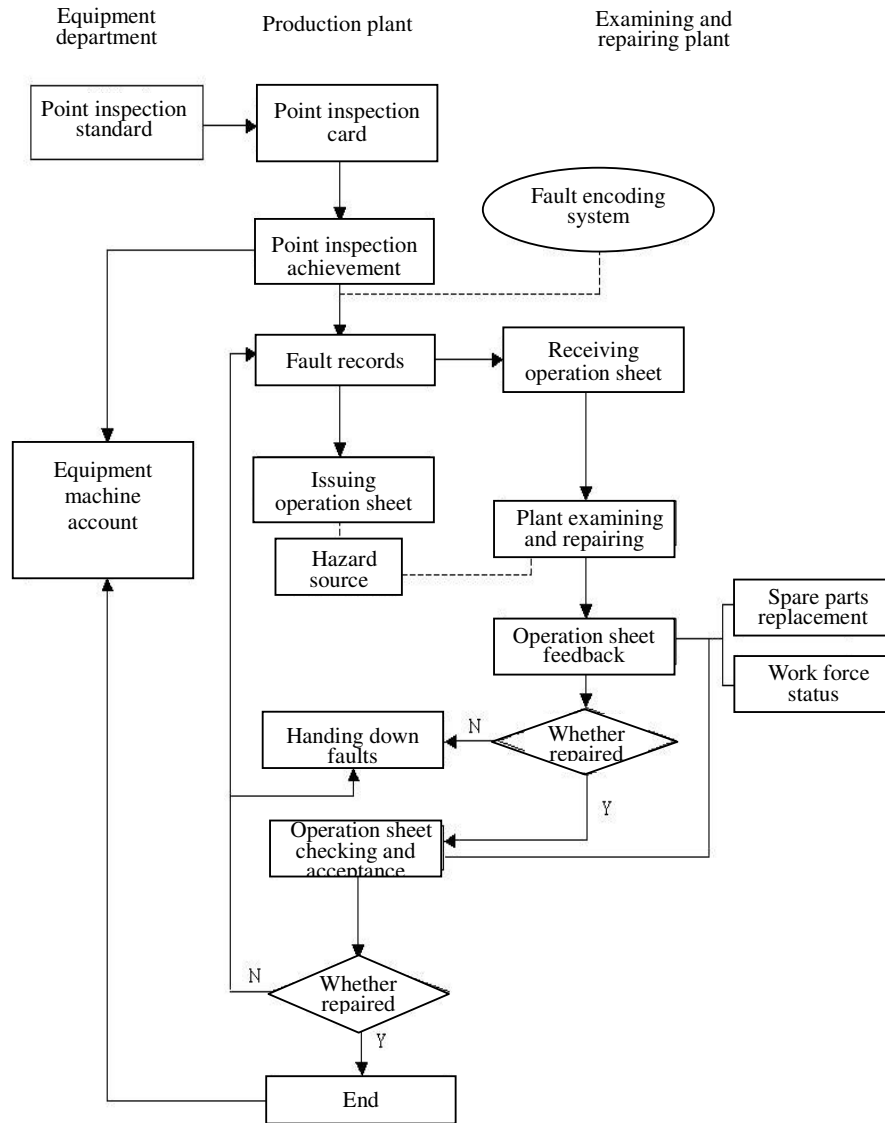 Equipment
department
Production plant
Examining and
repairing plant
Point inspection
standard
Point inspection
card
Fault encoding
system
Point inspection
achievement
Fault records
Receiving
operation sheet
Equipment
machine
account
Issuing
operation sheet
Plant examining
and repairing
Hazard
source
Spare parts
replacement
Operation sheet
feedback
Work force
status
Handing down
faults
N
Whether
repaired
Y
Operation sheet
checking and
acceptance
N
Whether
repaired
Y
End